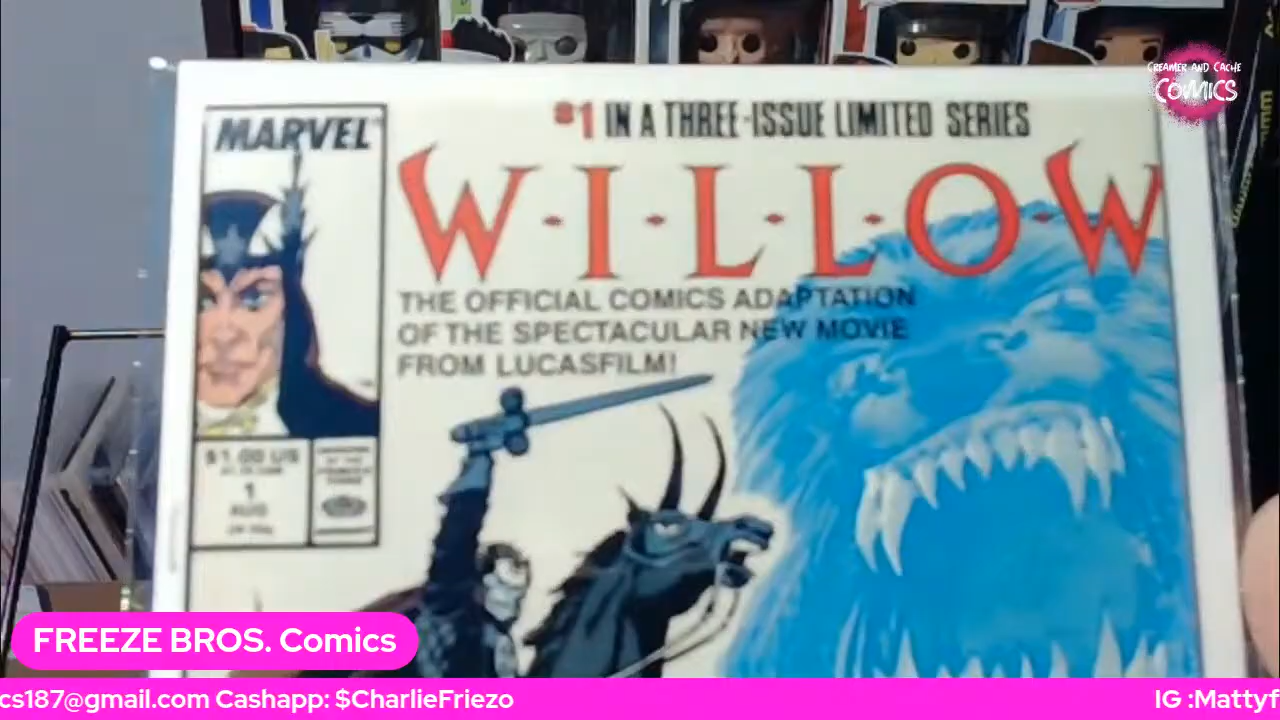 CREAMER AND CACHE
COMICS
MARVEL
#1 IN A THREE-ISSUE LIMITED SERIES
W·I·L·L·O·W
THE OFFICIAL COMICS ADAPTATION
OF THE SPECTACULAR NEW MOVIE
FROM LUCASFILM!
$1.00 US
1
AUG
FREEZE BROS. Comics
cs187@gmail.com Cashapp: $CharlieFriezo
IG :Mattyf